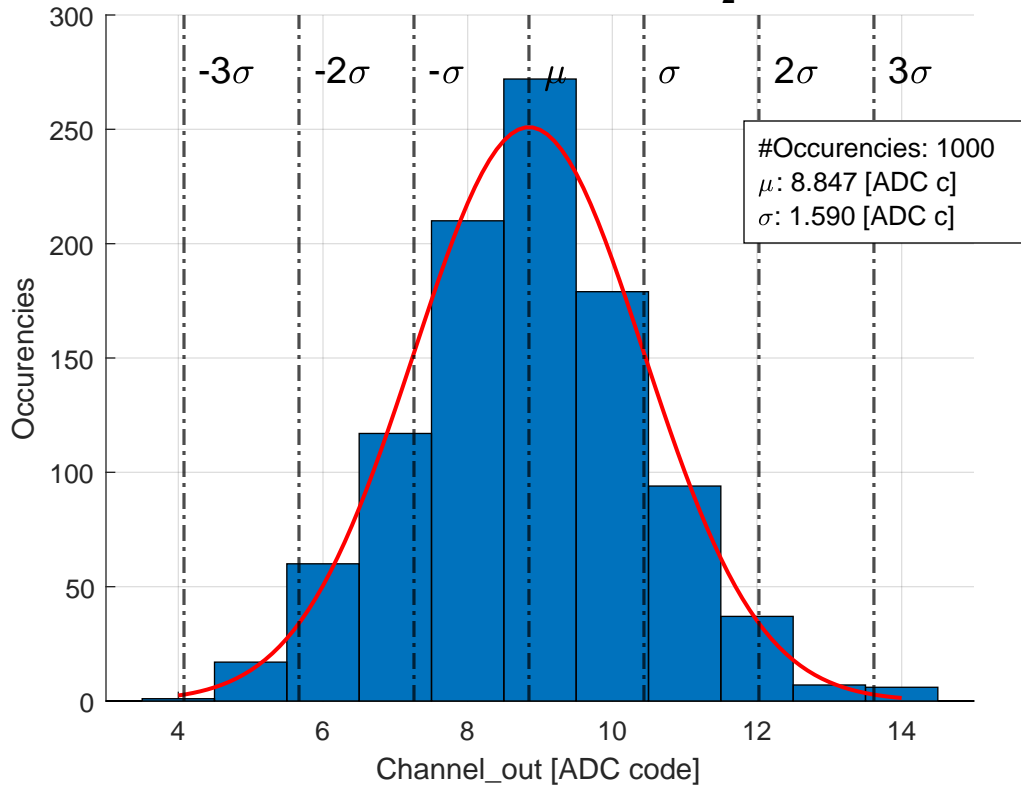 300
-3σ -2σ -σ μ σ 2σ 3σ
250
#Occurencies: 1000
μ: 8.847 [ADC c]
σ: 1.590 [ADC c]
200
150
100
50
0
Occurencies
4 6 8 10 12 14
Channel_out [ADC code]